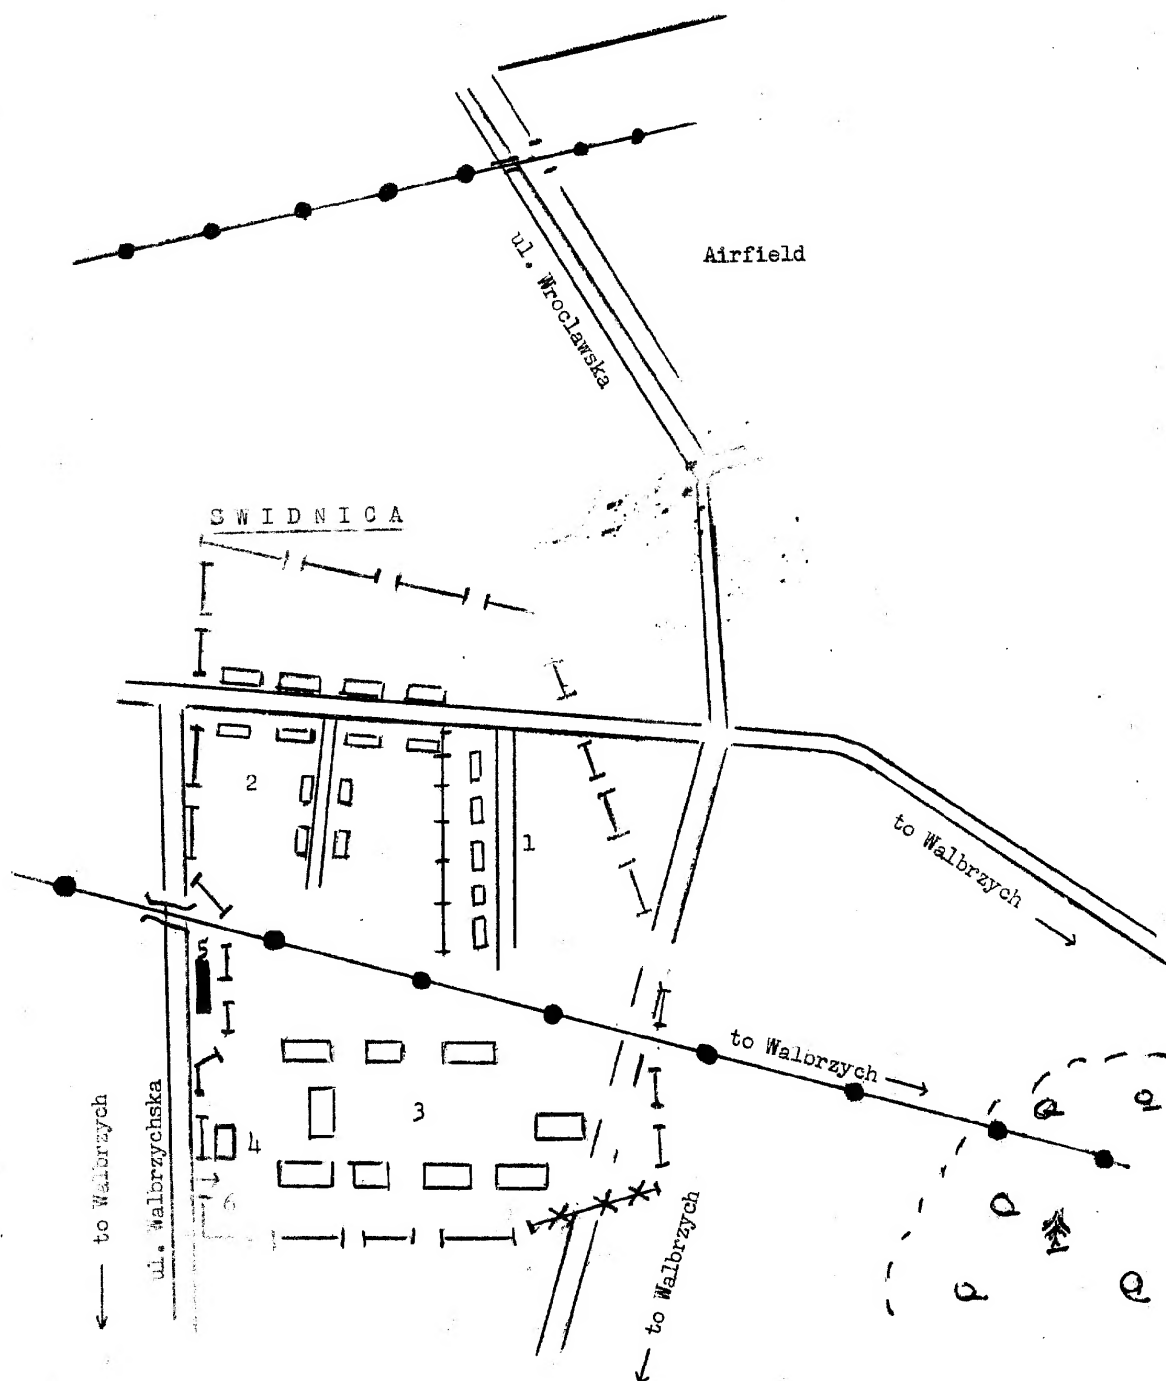 Airfield
ul. Wroclawska
SWIDNICA
2
1
to Walbrzych
5
to Walbrzych
3
4
6
to Walbrzych
ul. Walbrzychska
to Walbrzych